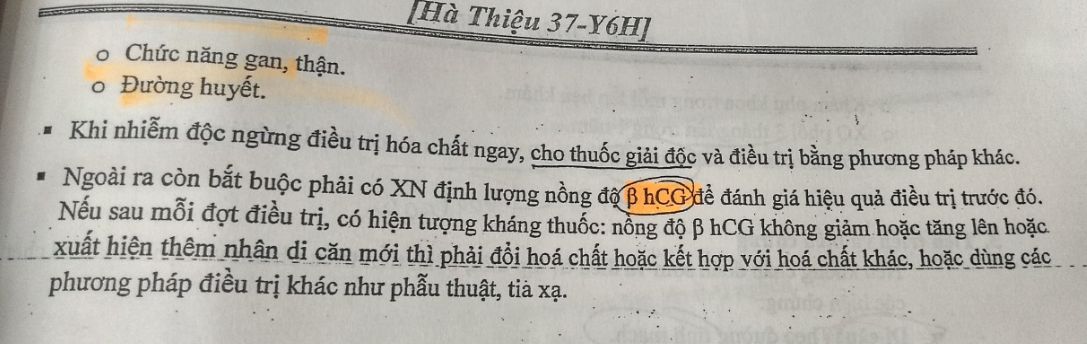 [Hà Thiệu 37-Y6H]
o Chức năng gan, thận.
o Đường huyết.
▪ Khi nhiễm độc ngừng điều trị hóa chất ngay, cho thuốc giải độc và điều trị bằng phương pháp khác.
▪ Ngoài ra còn bắt buộc phải có XN định lượng nồng độ β hCG để đánh giá hiệu quả điều trị trước đó.
Nếu sau mỗi đợt điều trị, có hiện tượng kháng thuốc: nồng độ β hCG không giảm hoặc tăng lên hoặc
xuất hiện thêm nhân di căn mới thì phải đổi hoá chất hoặc kết hợp với hoá chất khác, hoặc dùng các
phương pháp điều trị khác như phẫu thuật, tia xạ.